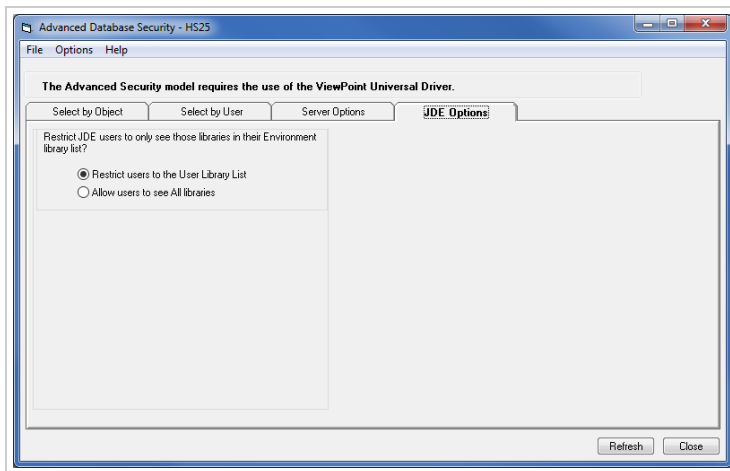 Advanced Database Security - HS25
File Options Help
The Advanced Security model requires the use of the ViewPoint Universal Driver.
Select by Object Select by User Server Options JDE Options
Restrict JDE users to only see those libraries in their Environment
library list?
Restrict users to the User Library List
Allow users to see All libraries
Refresh Close